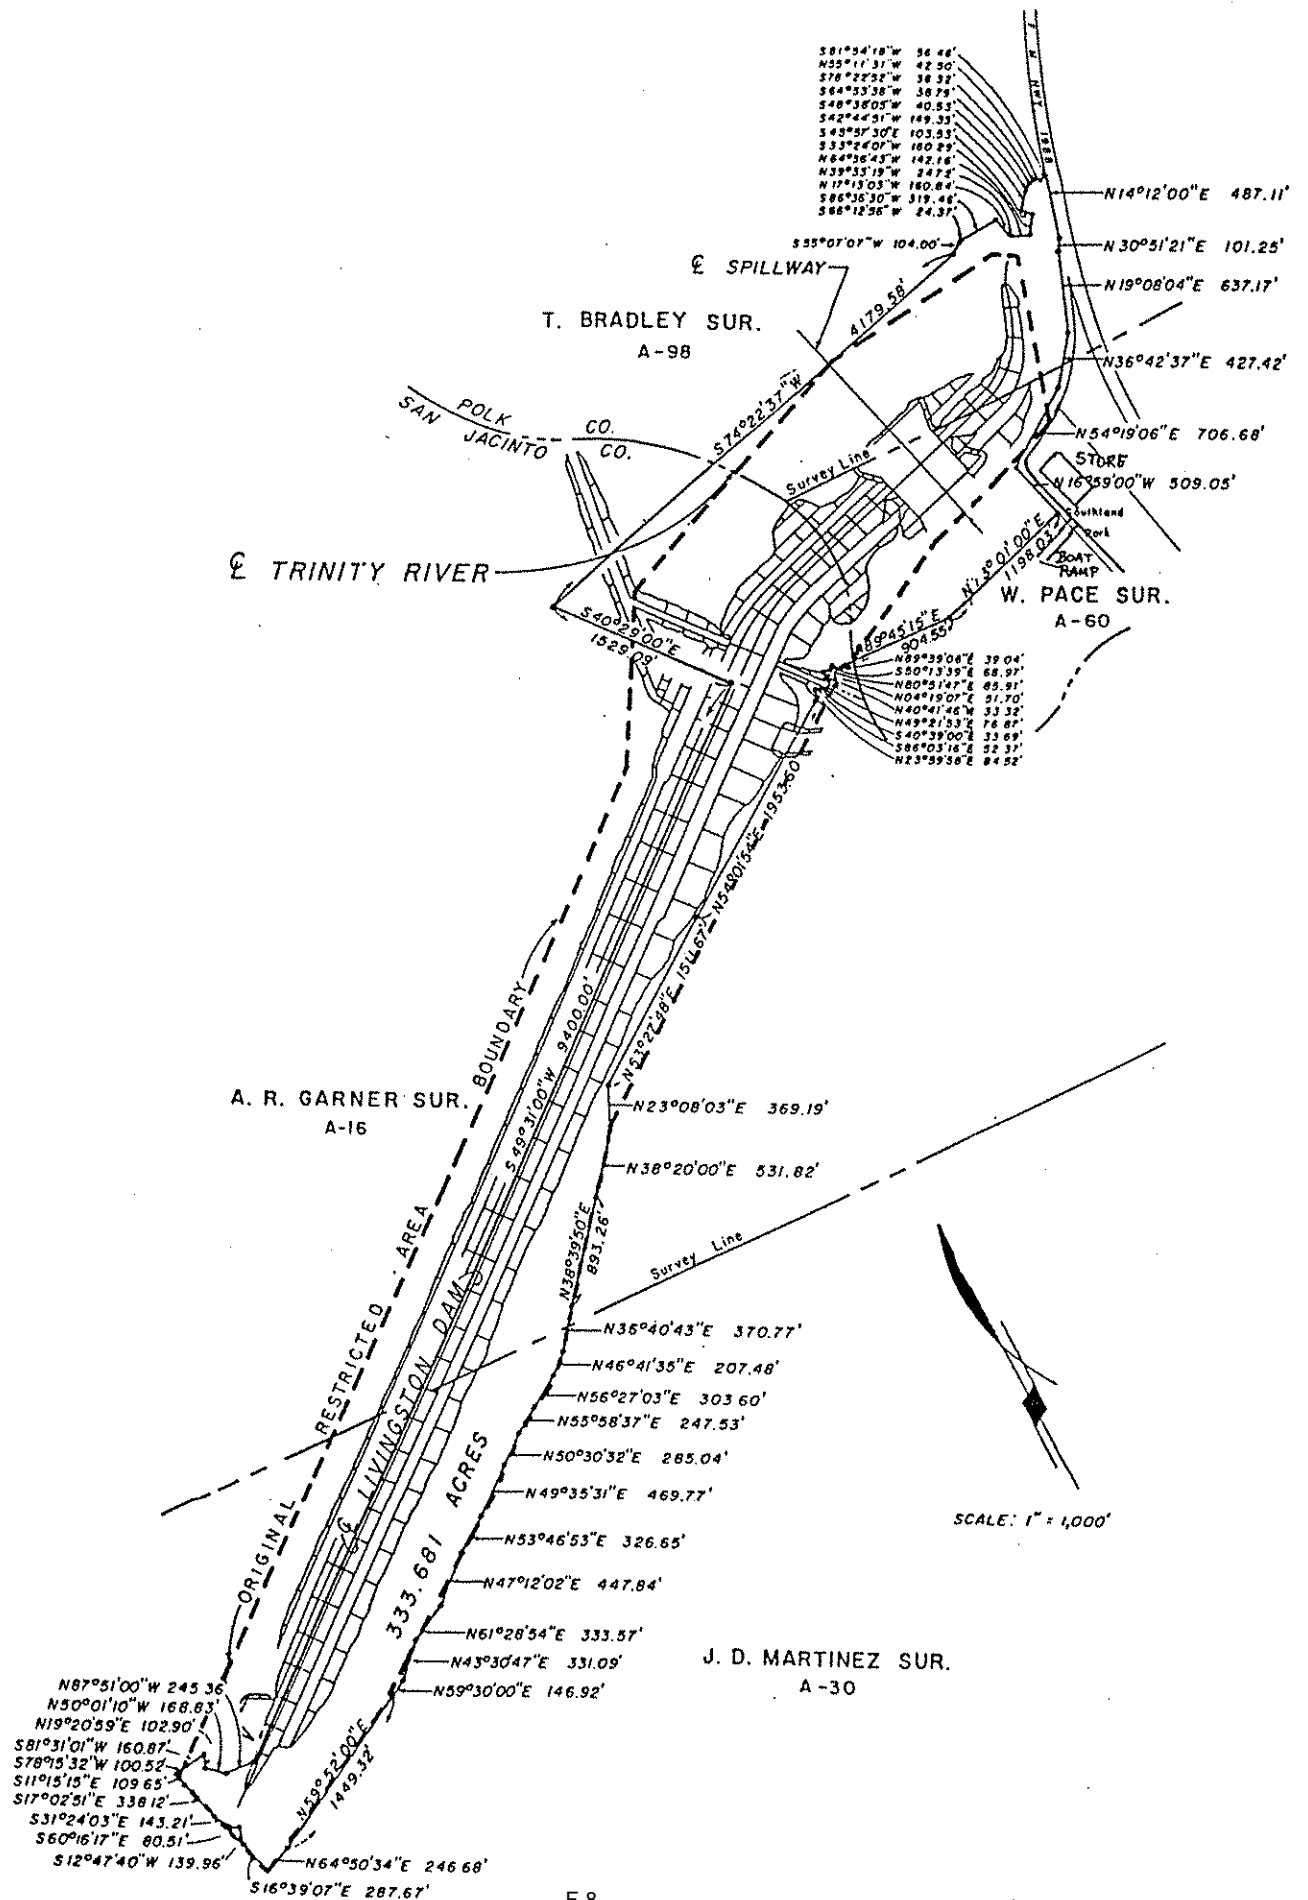 S81°54'18"W 56.46'
N55°11'31"W 42.50'
S78°22'52"W 38.32'
S64°53'38"W 38.79'
S48°38'05"W 40.53'
S42°44'51"W 149.33'
S45°57'30"E 103.53'
S33°24'07"W 160.29'
N64°36'43"W 142.16'
N39°33'19"W 24.72'
N17°13'03"W 160.84'
S86°36'30"W 319.46'
S66°12'56"W 24.37'
S55°07'07"W 104.00'
HWY. 1988
N14°12'00"E 487.11'
N30°51'21"E 101.25'
N19°08'04"E 637.17'
N36°42'37"E 427.42'
N54°19'06"E 706.68'
STORE
N16°59'00"W 509.05'
Southland
Park
BOAT
RAMP
℄ SPILLWAY
T. BRADLEY SUR.
A-98
4179.58'
S74°22'37"W
POLK CO.
SAN JACINTO CO.
Survey Line
℄ TRINITY RIVER
N13°01'00"E
1198.03'
W. PACE SUR.
A-60
S40°29'00"E
1529.09'
N89°45'15"E
904.55'
N89°39'06"E 39.04'
S50°13'39"E 68.97'
N80°51'47"E 85.91'
N04°19'07"E 51.70'
N40°41'46"W 33.32'
N49°21'53"E 76.87'
S40°39'00"E 33.69'
S86°03'16"E 52.37'
N23°59'58"E 84.52'
N54°01'54"E 1953.60
N53°27'48"E 1511.67'
S49°31'00"W 9400.00'
A. R. GARNER SUR.
A-16
ORIGINAL RESTRICTED AREA BOUNDARY
N23°08'03"E 369.19'
N38°20'00"E 531.82'
N38°39'50"E
893.26'
Survey Line
N36°40'43"E 370.77'
N46°41'35"E 207.48'
N56°27'03"E 303.60'
N55°58'37"E 247.53'
N50°30'32"E 285.04'
N49°35'31"E 469.77'
N53°46'53"E 326.65'
N47°12'02"E 447.84'
N61°28'54"E 333.57'
N43°30'47"E 331.09'
N59°30'00"E 146.92'
℄ LIVINGSTON DAM
333.681 ACRES
SCALE: 1" = 1,000'
J. D. MARTINEZ SUR.
A-30
N87°51'00"W 245.36
N50°01'10"W 168.83'
N19°20'59"E 102.90'
S81°31'01"W 160.87'
S78°15'32"W 100.52'
S11°15'15"E 109.65'
S17°02'51"E 338.12'
S31°24'03"E 143.21'
S60°16'17"E 80.51'
S12°47'40"W 139.96'
N59°52'00"E
1449.32'
N64°50'34"E 246.68'
S16°39'07"E 287.67'